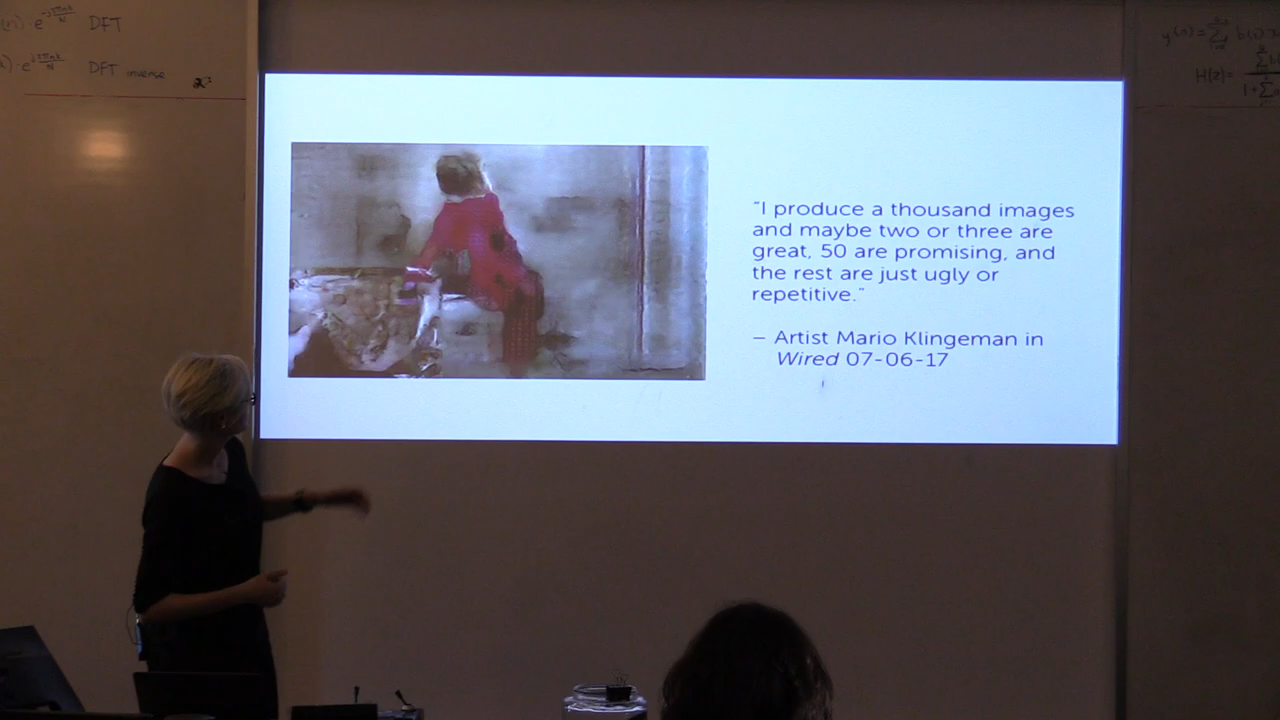 DFT
DFT inverse
“I produce a thousand images
and maybe two or three are
great, 50 are promising, and
the rest are just ugly or
repetitive.”
— Artist Mario Klingeman in
Wired 07-06-17
H(z)=